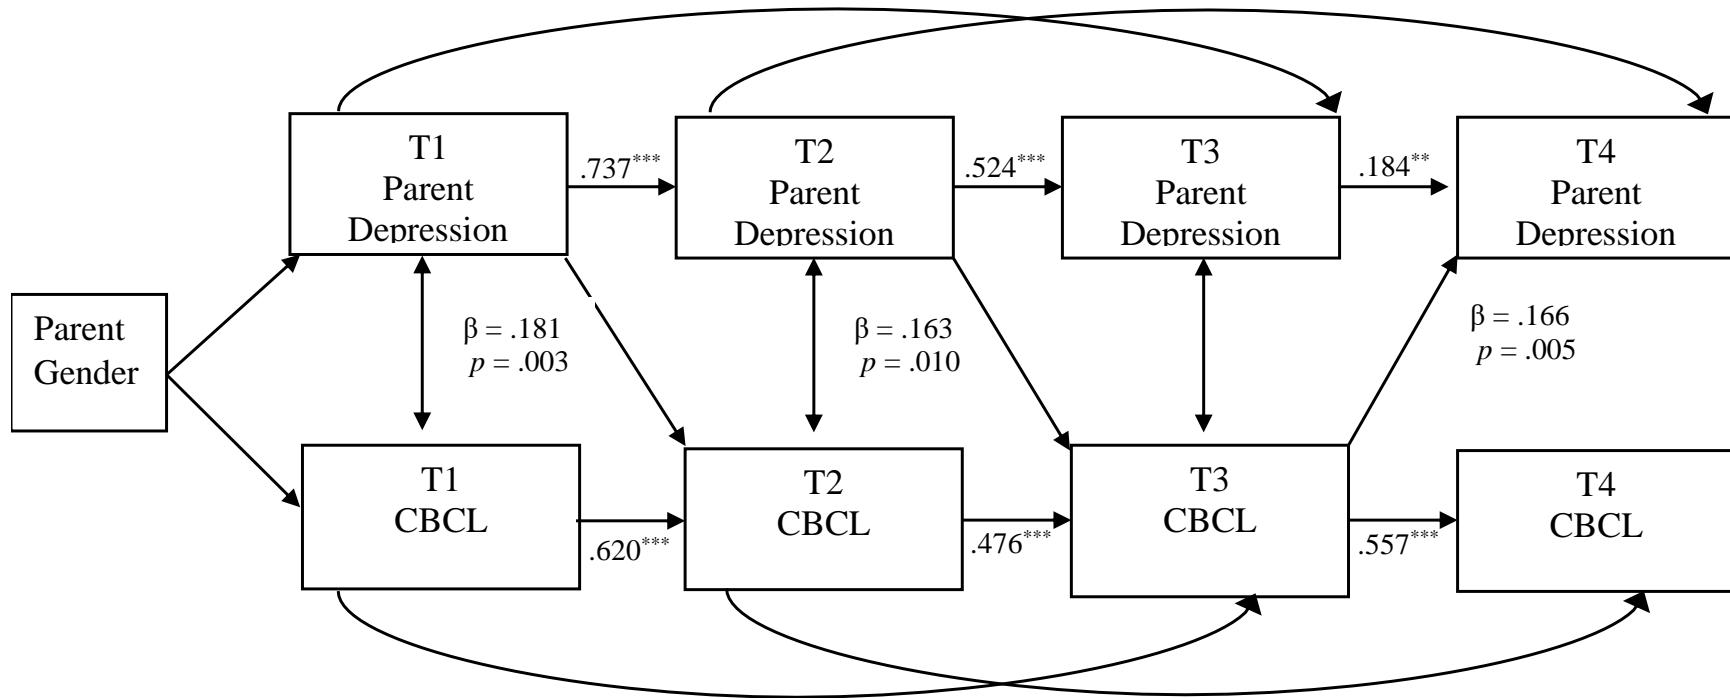 T1
Parent
Depression
.737***
T2
Parent
Depression
.524***
T3
Parent
Depression
.184**
T4
Parent
Depression
Parent
Gender
β = .181
p = .003
β = .163
p = .010
β = .166
p = .005
T1
CBCL
.620***
T2
CBCL
.476***
T3
CBCL
.557***
T4
CBCL